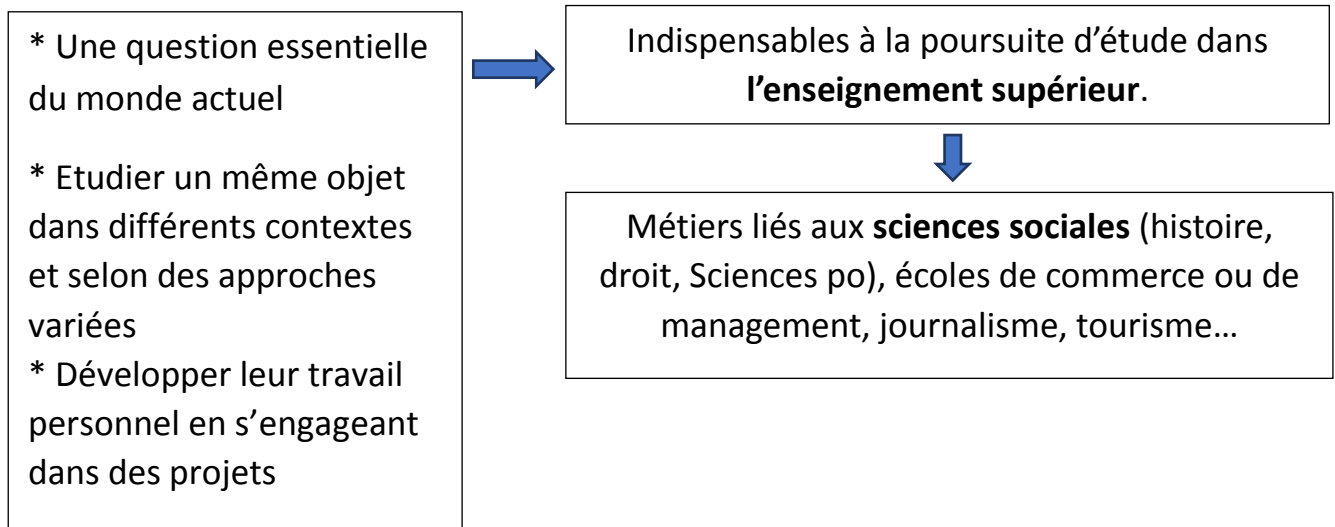 * Une question essentielle
du monde actuel
* Etudier un même objet
dans différents contextes
et selon des approches
variées
* Développer leur travail
personnel en s’engageant
dans des projets
Indispensables à la poursuite d’étude dans
l’enseignement supérieur.
Métiers liés aux sciences sociales (histoire,
droit, Sciences po), écoles de commerce ou de
management, journalisme, tourisme…